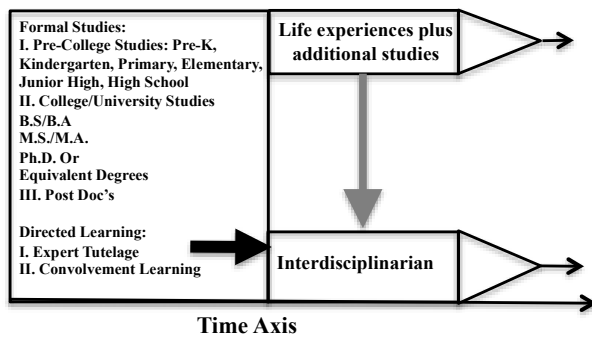 Formal Studies:
I. Pre-College Studies: Pre-K,
Kindergarten, Primary, Elementary,
Junior High, High School
II. College/University Studies
B.S/B.A
M.S./M.A.
Ph.D. Or
Equivalent Degrees
III. Post Doc's
Directed Learning:
I. Expert Tutelage
II. Convolvement Learning
Life experiences plus
additional studies
Interdisciplinarian
Time Axis